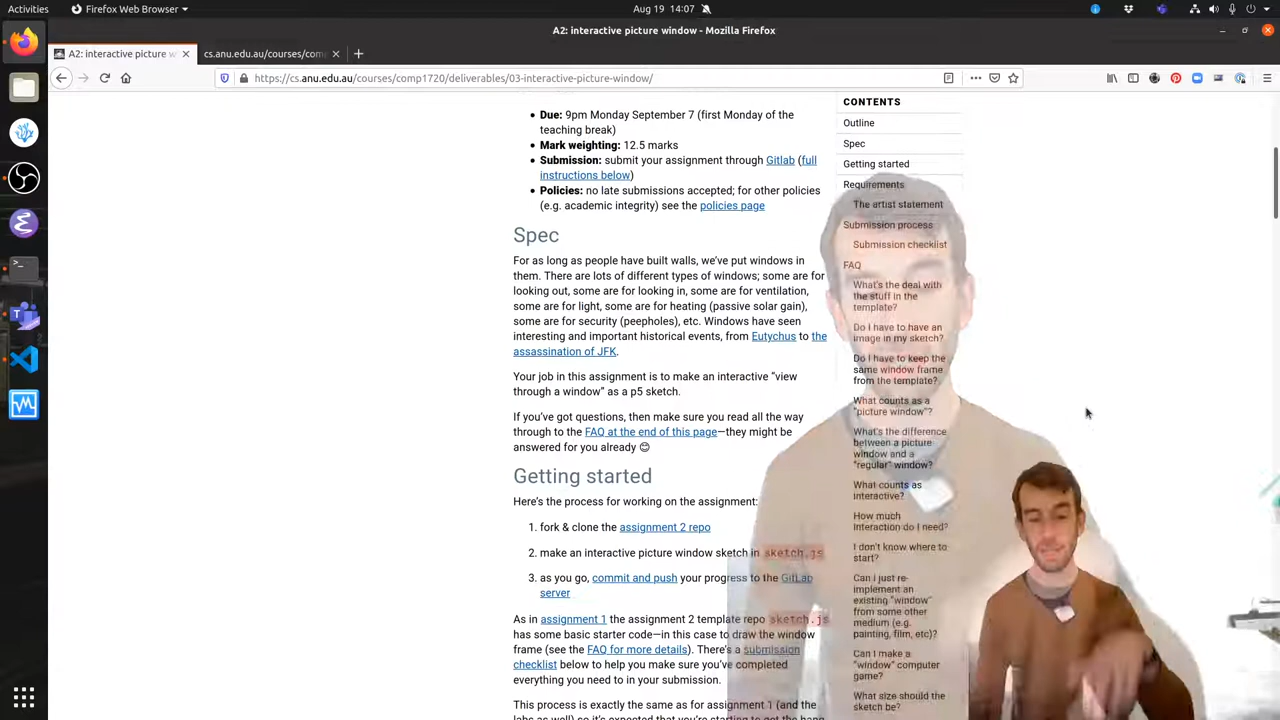 Activities
Firefox Web Browser
Aug 19 14:07
A2: interactive picture window - Mozilla Firefox
A2: interactive picture w
cs.anu.edu.au/courses/com
https://cs.anu.edu.au/courses/comp1720/deliverables/03-interactive-picture-window/
Due: 9pm Monday September 7 (first Monday of the
teaching break)
Mark weighting: 12.5 marks
Submission: submit your assignment through Gitlab (full
instructions below)
Policies: no late submissions accepted; for other policies
(e.g. academic integrity) see the policies page
Spec
For as long as people have built walls, we've put windows in
them. There are lots of different types of windows; some are for
looking out, some are for looking in, some are for ventilation,
some are for light, some are for heating (passive solar gain),
some are for security (peepholes), etc. Windows have seen
interesting and important historical events, from Eutychus to the
assassination of JFK.
Your job in this assignment is to make an interactive “view
through a window” as a p5 sketch.
If you've got questions, then make sure you read all the way
through to the FAQ at the end of this page—they might be
answered for you already 😊
Getting started
Here's the process for working on the assignment:
1. fork & clone the assignment 2 repo
2. make an interactive picture window sketch in sketch.js
3. as you go, commit and push your progress to the GitLab
server
As in assignment 1 the assignment 2 template repo sketch.js
has some basic starter code—in this case to draw the window
frame (see the FAQ for more details). There's a submission
checklist below to help you make sure you've completed
everything you need to in your submission.
This process is exactly the same as for assignment 1 (and the
labs as well) so it's expected that you're starting to get the hang
CONTENTS
Outline
Spec
Getting started
Requirements
The artist statement
Submission process
Submission checklist
FAQ
What's the deal with
the stuff in the
template?
Do I have to have an
image in my sketch?
Do I have to keep the
same window frame
from the template?
What counts as a
"picture window"?
What's the difference
between a picture
window and a
"regular" window?
What counts as
interactive?
How much
interaction do I need?
I don't know where to
start?
Can I just re-
implement an
existing "window"
from some other
medium (e.g.
painting, film, etc)?
Can I make a
"window" computer
game?
What size should the
sketch be?